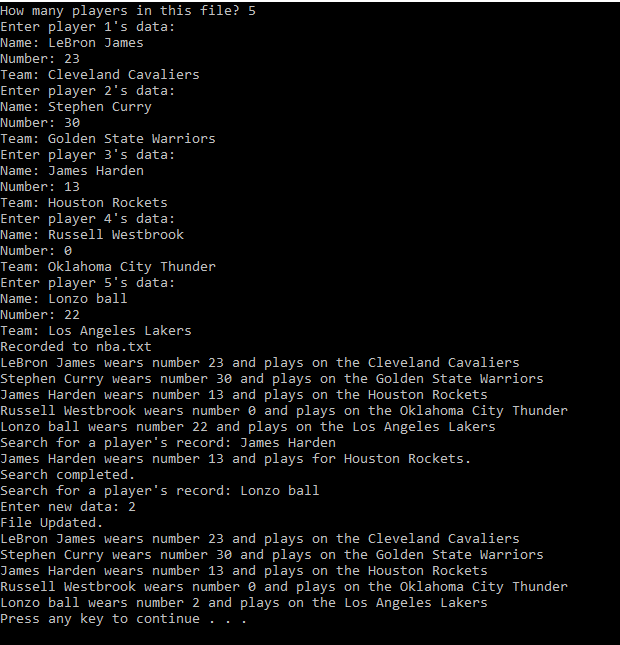 How many players in this file? 5
Enter player 1's data:
Name: LeBron James
Number: 23
Team: Cleveland Cavaliers
Enter player 2's data:
Name: Stephen Curry
Number: 30
Team: Golden State Warriors
Enter player 3's data:
Name: James Harden
Number: 13
Team: Houston Rockets
Enter player 4's data:
Name: Russell Westbrook
Number: 0
Team: Oklahoma City Thunder
Enter player 5's data:
Name: Lonzo ball
Number: 22
Team: Los Angeles Lakers
Recorded to nba.txt
LeBron James wears number 23 and plays on the Cleveland Cavaliers
Stephen Curry wears number 30 and plays on the Golden State Warriors
James Harden wears number 13 and plays on the Houston Rockets
Russell Westbrook wears number 0 and plays on the Oklahoma City Thunder
Lonzo ball wears number 22 and plays on the Los Angeles Lakers
Search for a player's record: James Harden
James Harden wears number 13 and plays for Houston Rockets.
Search completed.
Search for a player's record: Lonzo ball
Enter new data: 2
File Updated.
LeBron James wears number 23 and plays on the Cleveland Cavaliers
Stephen Curry wears number 30 and plays on the Golden State Warriors
James Harden wears number 13 and plays on the Houston Rockets
Russell Westbrook wears number 0 and plays on the Oklahoma City Thunder
Lonzo ball wears number 2 and plays on the Los Angeles Lakers
Press any key to continue . . .